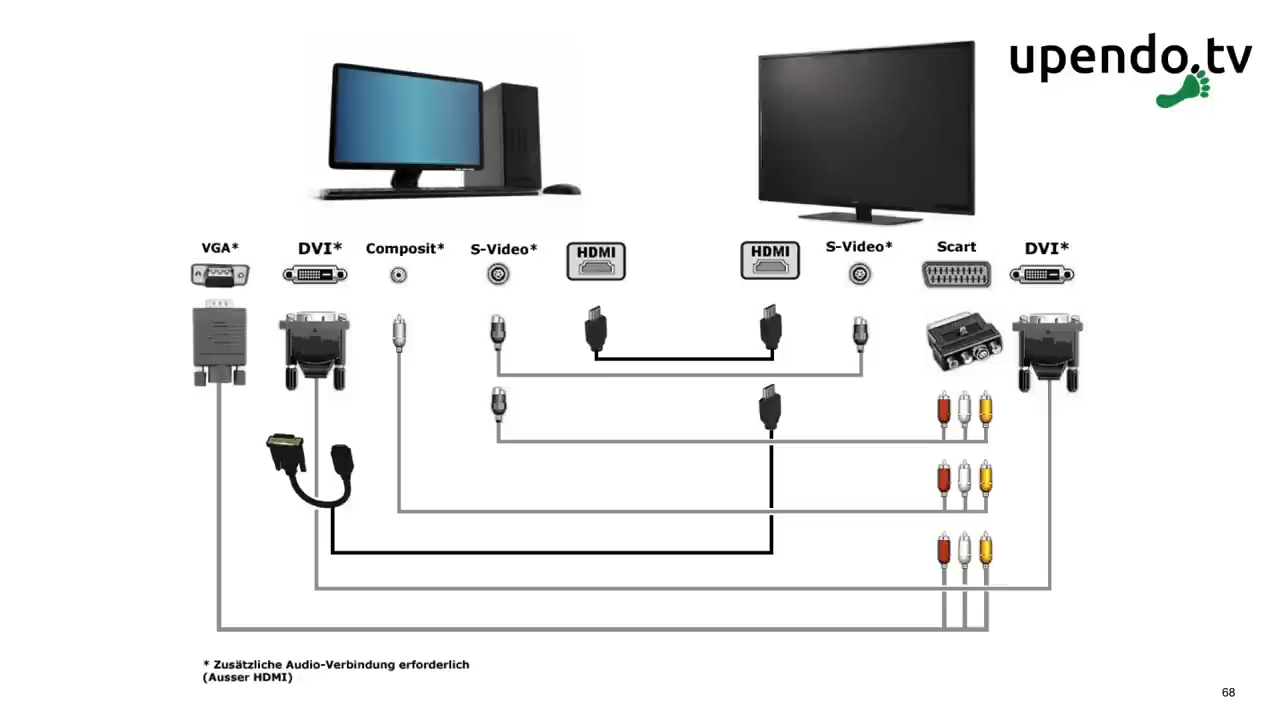 upendo.tv
VGA*
DVI*
Composit*
S-Video*
HDMI
HDMI
S-Video*
Scart
DVI*
* Zusätzliche Audio-Verbindung erforderlich
(Ausser HDMI)
68